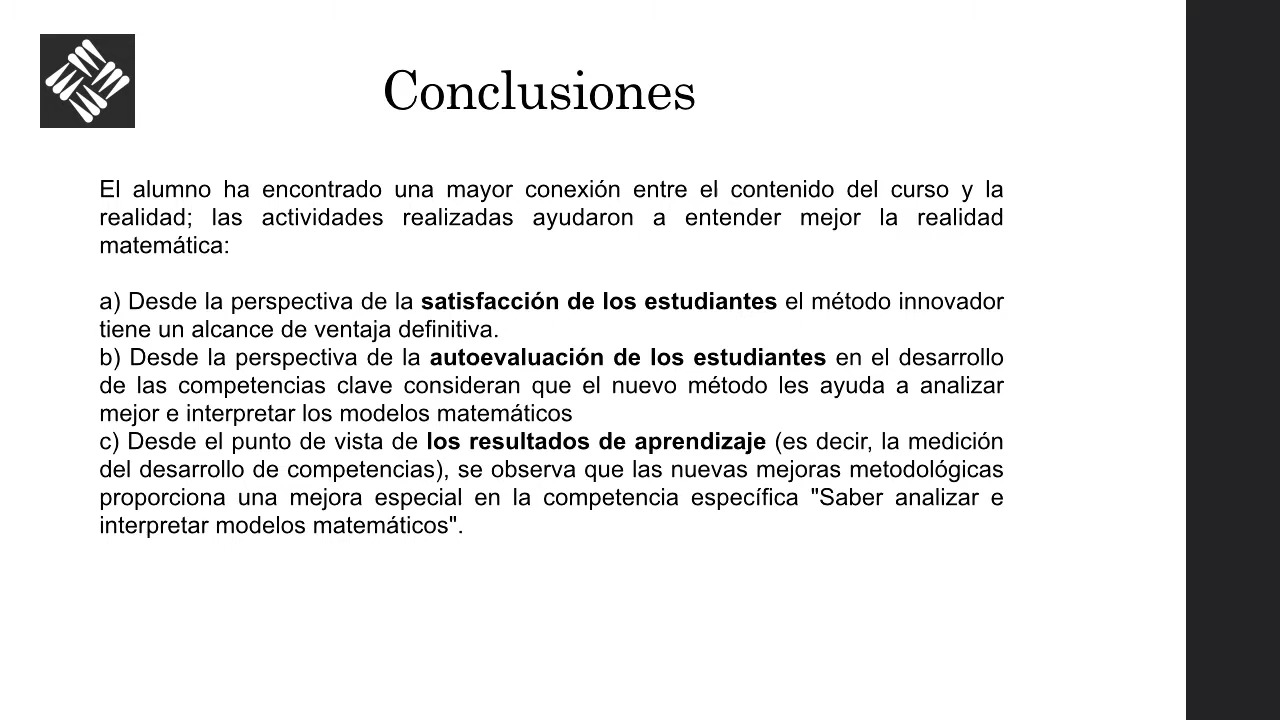 Conclusiones
El alumno ha encontrado una mayor conexión entre el contenido del curso y la
realidad; las actividades realizadas ayudaron a entender mejor la realidad
matemática:
a) Desde la perspectiva de la satisfacción de los estudiantes el método innovador
tiene un alcance de ventaja definitiva.
b) Desde la perspectiva de la autoevaluación de los estudiantes en el desarrollo
de las competencias clave consideran que el nuevo método les ayuda a analizar
mejor e interpretar los modelos matemáticos
c) Desde el punto de vista de los resultados de aprendizaje (es decir, la medición
del desarrollo de competencias), se observa que las nuevas mejoras metodológicas
proporciona una mejora especial en la competencia específica "Saber analizar e
interpretar modelos matemáticos".